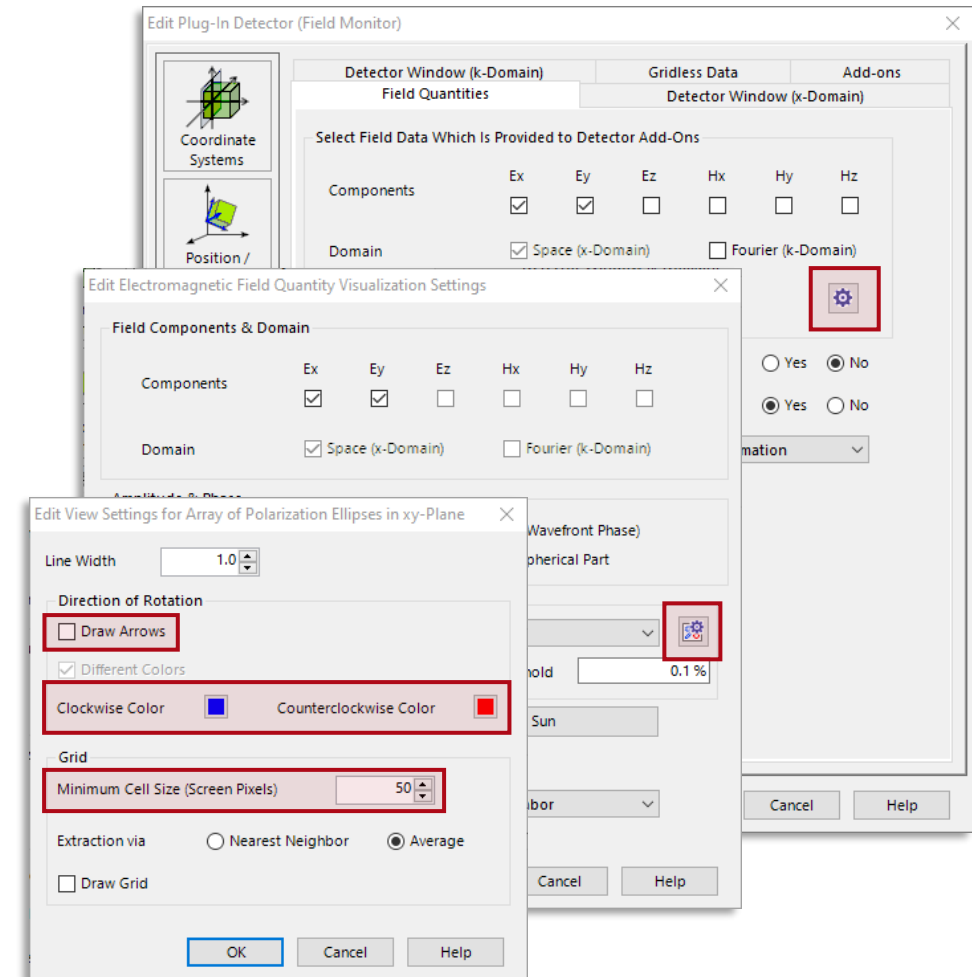 Edit Plug-In Detector (Field Monitor)
Coordinate
Systems
Position /
Detector Window (k-Domain) Gridless Data Add-ons
Field Quantities Detector Window (x-Domain)
Select Field Data Which Is Provided to Detector Add-Ons
Ex Ey Ez Hx Hy Hz
Components
Domain Space (x-Domain) Fourier (k-Domain)
Yes No
Yes No
mation
Cancel Help
Edit Electromagnetic Field Quantity Visualization Settings
Field Components & Domain
Ex Ey Ez Hx Hy Hz
Components
Domain Space (x-Domain) Fourier (k-Domain)
Amplitude & Phase
Wavefront Phase)
pherical Part
hold 0.1 %
Sun
bor
Cancel Help
Edit View Settings for Array of Polarization Ellipses in xy-Plane
Line Width 1.0
Direction of Rotation
Draw Arrows
Different Colors
Clockwise Color Counterclockwise Color
Grid
Minimum Cell Size (Screen Pixels) 50
Extraction via Nearest Neighbor Average
Draw Grid
OK Cancel Help